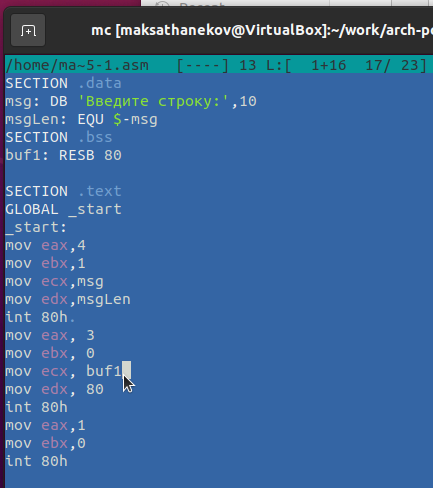 mc [maksathanekov@VirtualBox]:~/work/arch-p
/home/ma~5-1.asm [----] 13 L:[ 1+16 17/ 23]
SECTION .data
msg: DB 'Введите строку:',10
msgLen: EQU $-msg
SECTION .bss
buf1: RESB 80
SECTION .text
GLOBAL _start
_start:
mov eax,4
mov ebx,1
mov ecx,msg
mov edx,msgLen
int 80h.
mov eax, 3
mov ebx, 0
mov ecx, buf1
mov edx, 80
int 80h
mov eax,1
mov ebx,0
int 80h